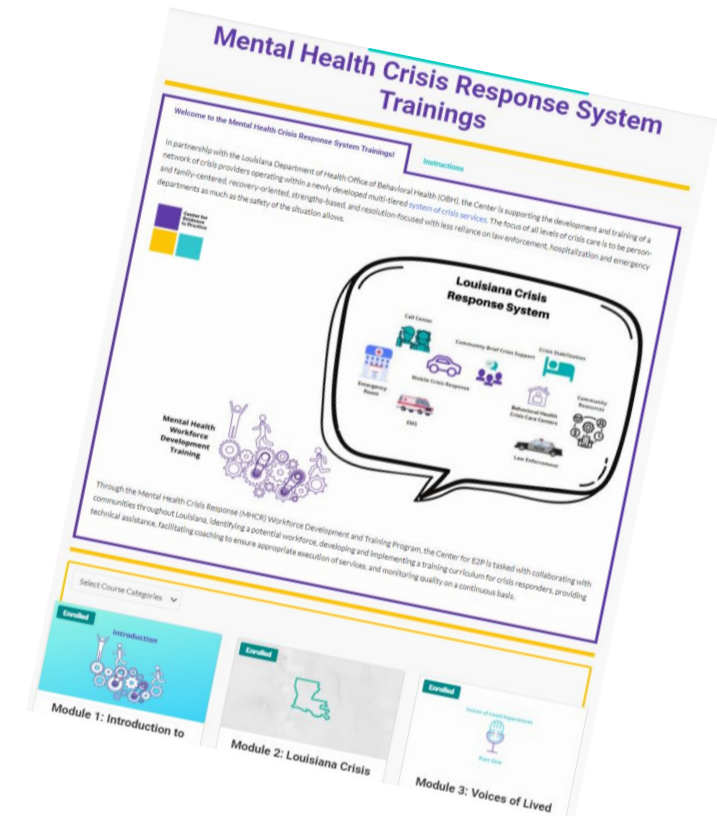 Mental Health Crisis Response System
Trainings
Welcome to the Mental Health Crisis Response System Trainings!
Instructions
In partnership with the Louisiana Department of Health Office of Behavioral Health (OBH), the Center is supporting the development and training of a
network of crisis providers operating within a newly developed multi-tiered system of crisis services. The focus of all levels of crisis care is to be person-
and family-centered, recovery-oriented, strengths-based, and resolution-focused with less reliance on law enforcement, hospitalization and emergency
departments as much as the safety of the situation allows.
Center for
Evidence
to Practice
Louisiana Crisis
Response System
Call Center
Community Brief Crisis Support
Crisis Stabilization
Emergency
Room
Mobile Crisis Response
Behavioral Health
Crisis Care Centers
Community
Resources
EMS
Law Enforcement
Mental Health
Workforce
Development
Training
Through the Mental Health Crisis Response (MHCR) Workforce Development and Training Program, the Center for E2P is tasked with collaborating with
communities throughout Louisiana, identifying a potential workforce, developing and implementing a training curriculum for crisis responders, providing
technical assistance, facilitating coaching to ensure appropriate execution of services, and monitoring quality on a continuous basis.
Select Course Categories
Enrolled
Introduction
Module 1: Introduction to
Enrolled
Module 2: Louisiana Crisis
Enrolled
Voices of Lived Experiences
Part One
Module 3: Voices of Lived